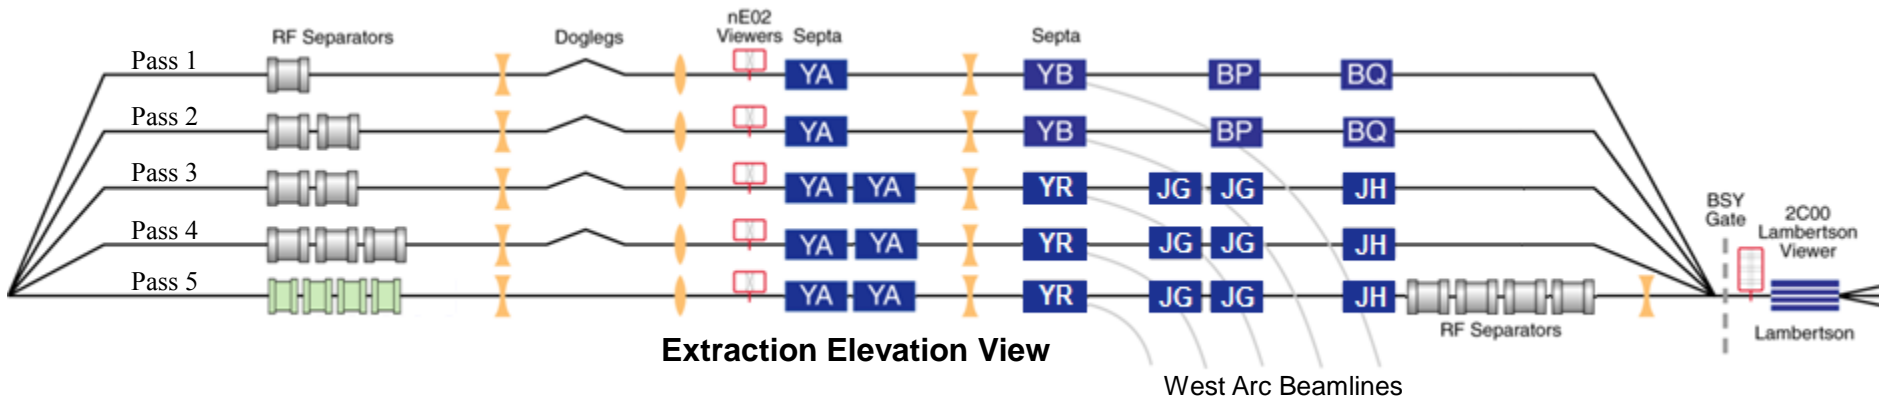 nE02
RF Separators Doglegs Viewers Septa Septa
Pass 1 YA YB BP BQ
Pass 2 YA YB BP BQ
Pass 3 YA YA YR JG JG JH
BSY
Gate
2C00
Lambertson
Viewer
Pass 4 YA YA YR JG JG JH
Pass 5 YA YA YR JG JG JH
RF Separators
Lambertson
Extraction Elevation View
West Arc Beamlines